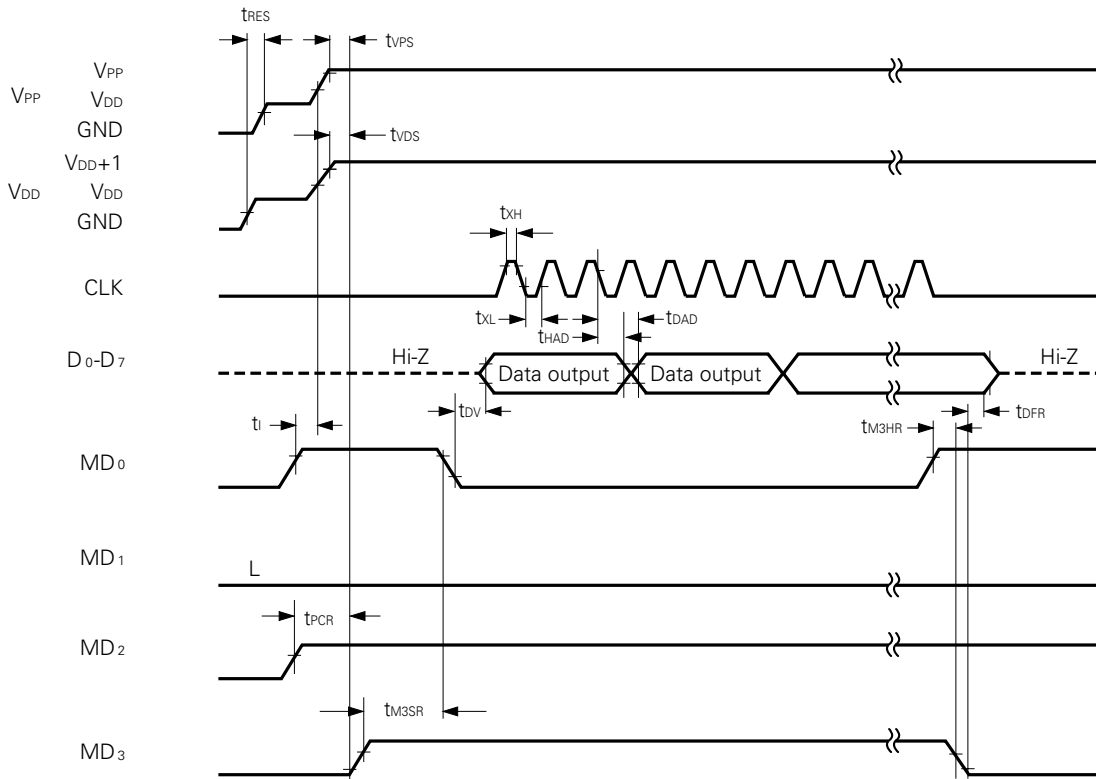 tRES
tVPS
VPP
VPP
VDD
GND
tVDS
VDD+1
VDD
VDD
GND
tXH
CLK
tXL
tHAD
tDAD
D0-D7
Hi-Z
Data output
Data output
Hi-Z
tDV
tDFR
tI
tM3HR
MD0
MD1
L
tPCR
MD2
tM3SR
MD3